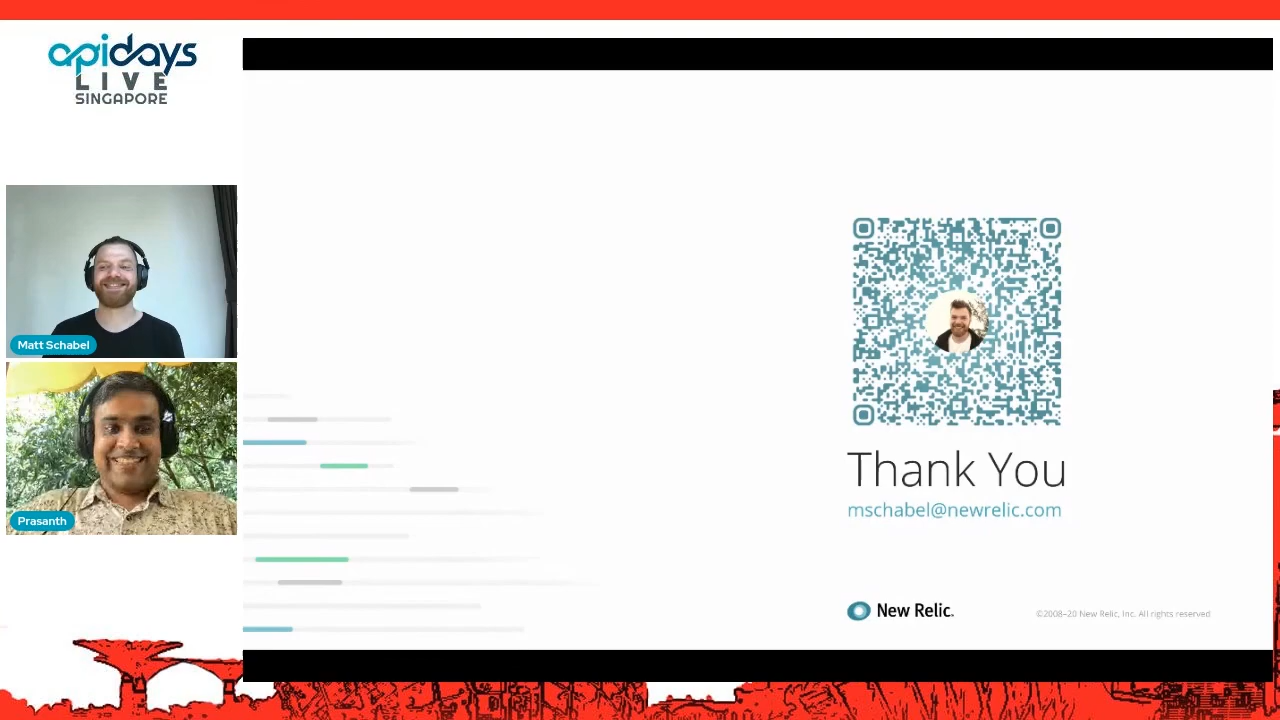 apidays
LIVE
SINGAPORE
Matt Schabel
Prasanth
Thank You
mschabel@newrelic.com
New Relic.
©2008–20 New Relic, Inc. All rights reserved